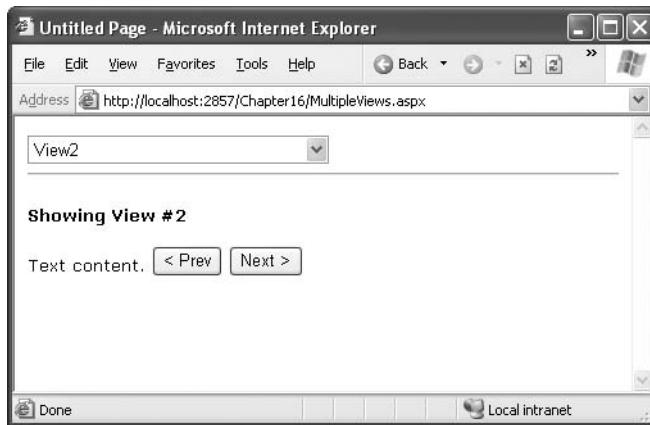 Untitled Page - Microsoft Internet Explorer
File Edit View Favorites Tools Help Back »
Address http://localhost:2857/Chapter16/MultipleViews.aspx
View2
Showing View #2
Text content. < Prev Next >
Done Local intranet